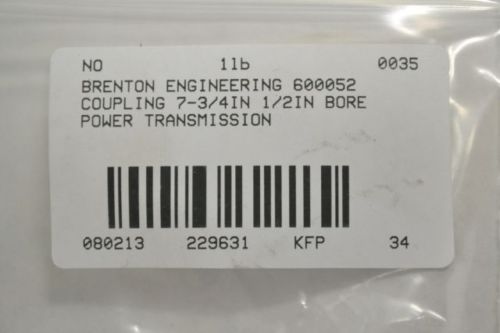 NO 1lb 0035
BRENTON ENGINEERING 600052
COUPLING 7-3/4IN 1/2IN BORE
POWER TRANSMISSION
080213 229631 KFP 34